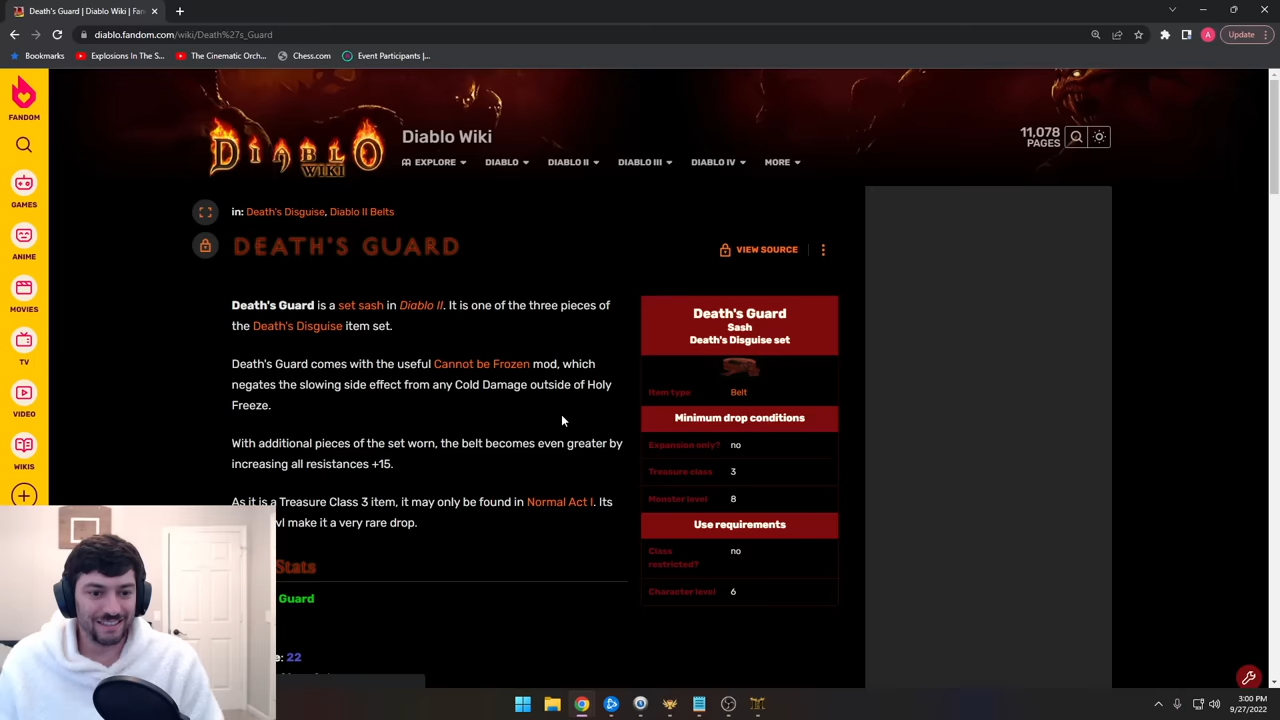 Death's Guard | Diablo Wiki | Fan
diablo.fandom.com/wiki/Death%27s_Guard
A
Update
Bookmarks
Explosions In The S...
The Cinematic Orch...
Chess.com
Event Participants |...
FANDOM
GAMES
ANIME
MOVIES
TV
VIDEO
WIKIS
DIABLO
WIKI
Diablo Wiki
11,078
PAGES
EXPLORE
DIABLO
DIABLO II
DIABLO III
DIABLO IV
MORE
in: Death's Disguise, Diablo II Belts
DEATH'S GUARD
VIEW SOURCE
Death's Guard is a set sash in Diablo II. It is one of the three pieces of
the Death's Disguise item set.
Death's Guard comes with the useful Cannot be Frozen mod, which
negates the slowing side effect from any Cold Damage outside of Holy
Freeze.
With additional pieces of the set worn, the belt becomes even greater by
increasing all resistances +15.
As it is a Treasure Class 3 item, it may only be found in Normal Act I. Its
vl make it a very rare drop.
Stats
Guard
e: 22
Death's Guard
Sash
Death's Disguise set
Item type Belt
Minimum drop conditions
Expansion only? no
Treasure class 3
Monster level 8
Use requirements
Class
restricted? no
Character level 6
3:00 PM
9/27/2022